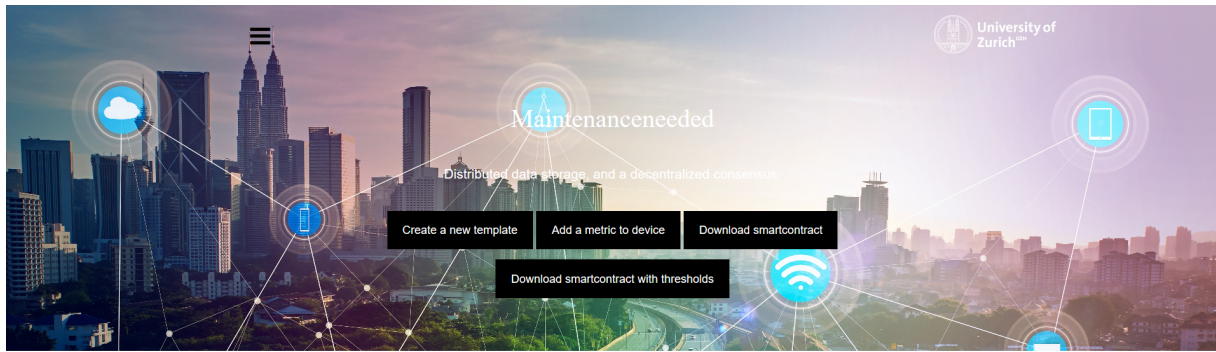 University of
Zurich UZH
Maintenanceneeded
Distributed data storage, and a decentralized consensus.
Create a new template
Add a metric to device
Download smartcontract
Download smartcontract with thresholds